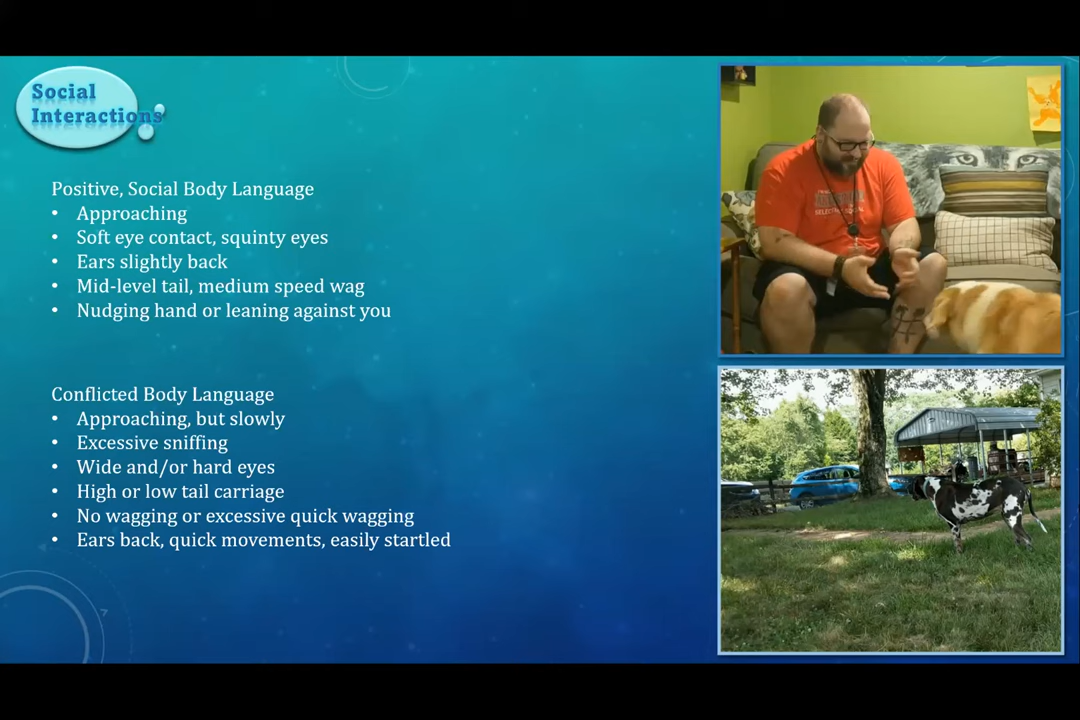 Social
Interactions
Positive, Social Body Language
• Approaching
• Soft eye contact, squinty eyes
• Ears slightly back
• Mid-level tail, medium speed wag
• Nudging hand or leaning against you
Conflicted Body Language
• Approaching, but slowly
• Excessive sniffing
• Wide and/or hard eyes
• High or low tail carriage
• No wagging or excessive quick wagging
• Ears back, quick movements, easily startled